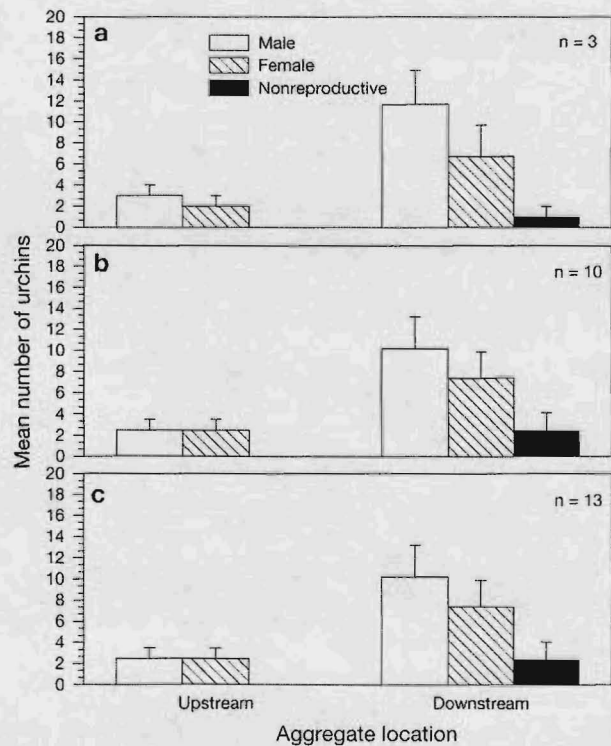 a
Male
Female
Nonreproductive
n = 3
20
18
16
14
12
10
8
6
4
2
0
b
n = 10
20
18
16
14
12
10
8
6
4
2
0
c
n = 13
20
18
16
14
12
10
8
6
4
2
0
Mean number of urchins
Upstream
Downstream
Aggregate location